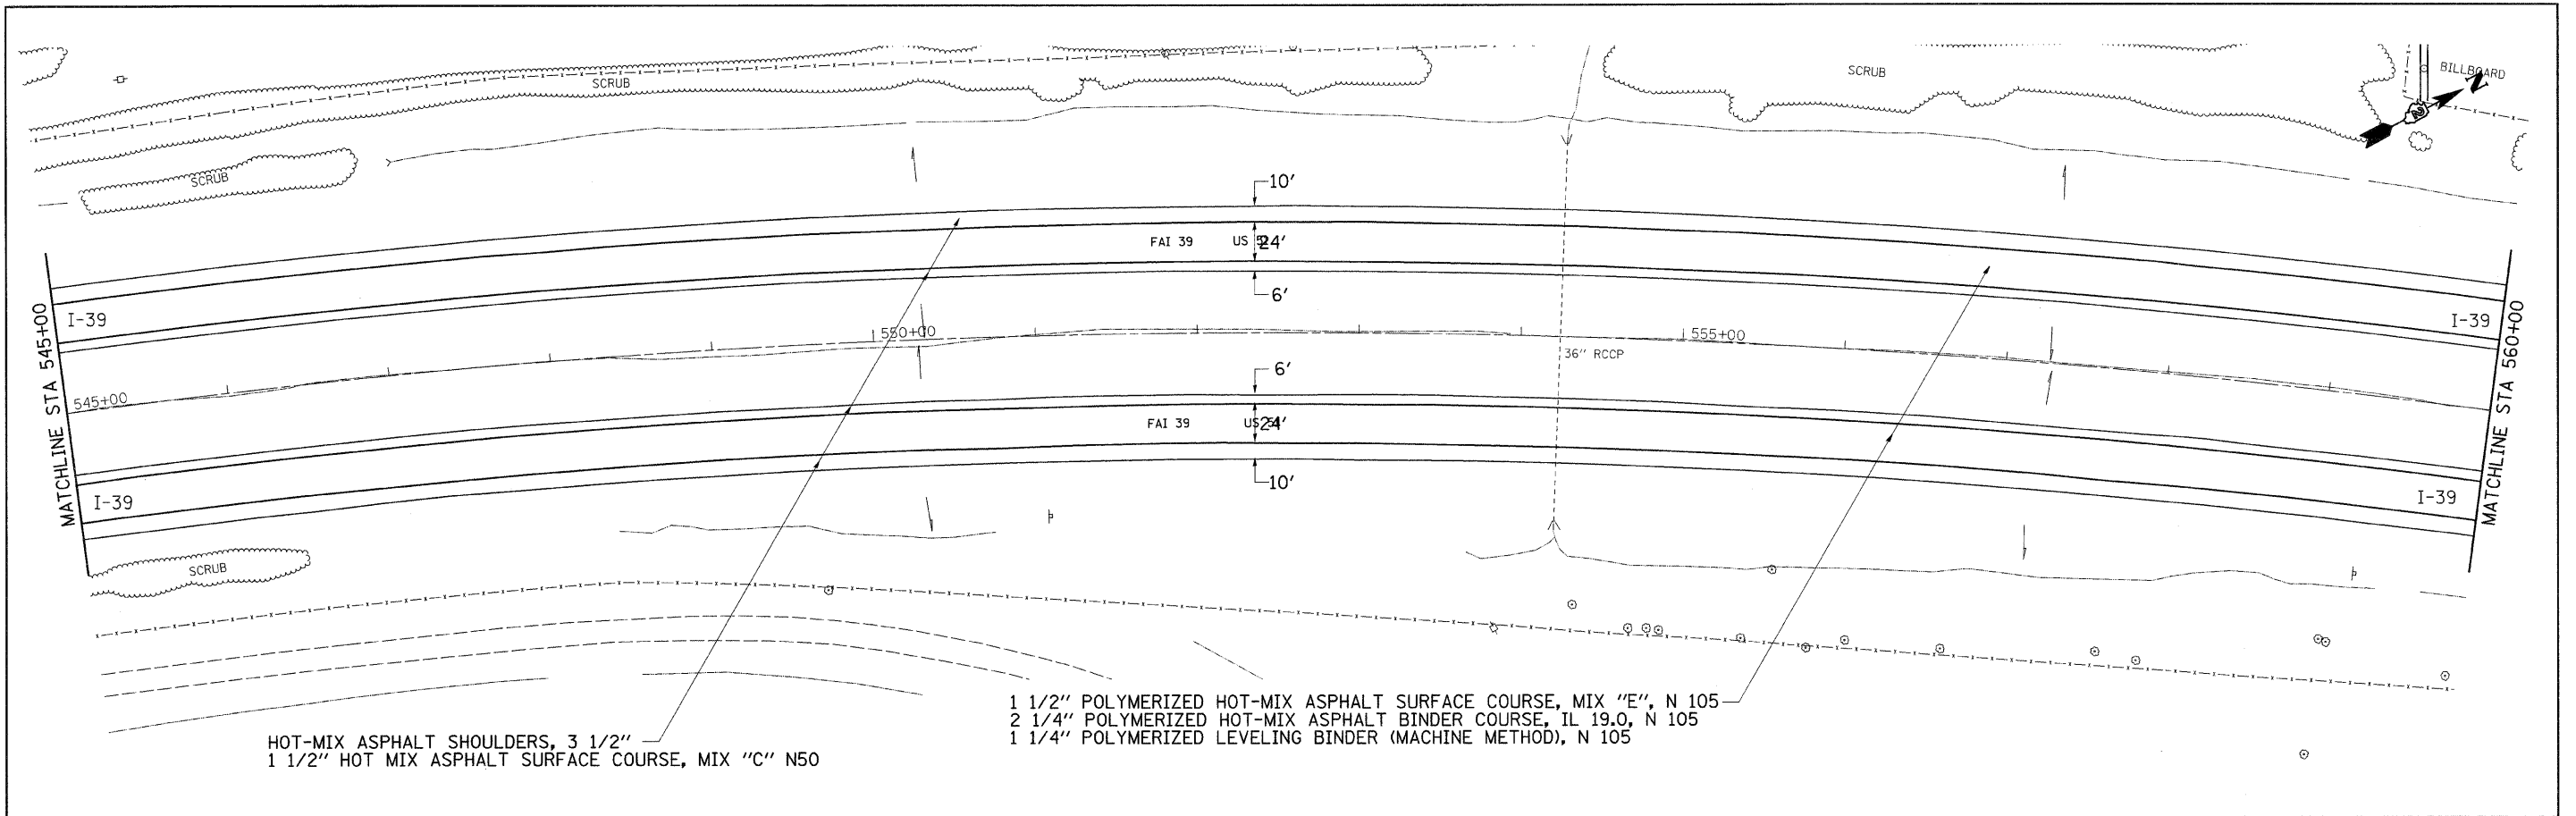 SCRUB
SCRUB
BILLBOARD
N
SCRUB
10'
FAI 39 US 24'
6'
MATCHLINE STA 545+00
I-39
550+00
555+00
I-39
MATCHLINE STA 560+00
36" RCCP
6'
545+00
FAI 39 US 24'
I-39
10'
I-39
SCRUB
1 1/2" POLYMERIZED HOT-MIX ASPHALT SURFACE COURSE, MIX "E", N 105
2 1/4" POLYMERIZED HOT-MIX ASPHALT BINDER COURSE, IL 19.0, N 105
1 1/4" POLYMERIZED LEVELING BINDER (MACHINE METHOD), N 105
HOT-MIX ASPHALT SHOULDERS, 3 1/2"
1 1/2" HOT MIX ASPHALT SURFACE COURSE, MIX "C" N50